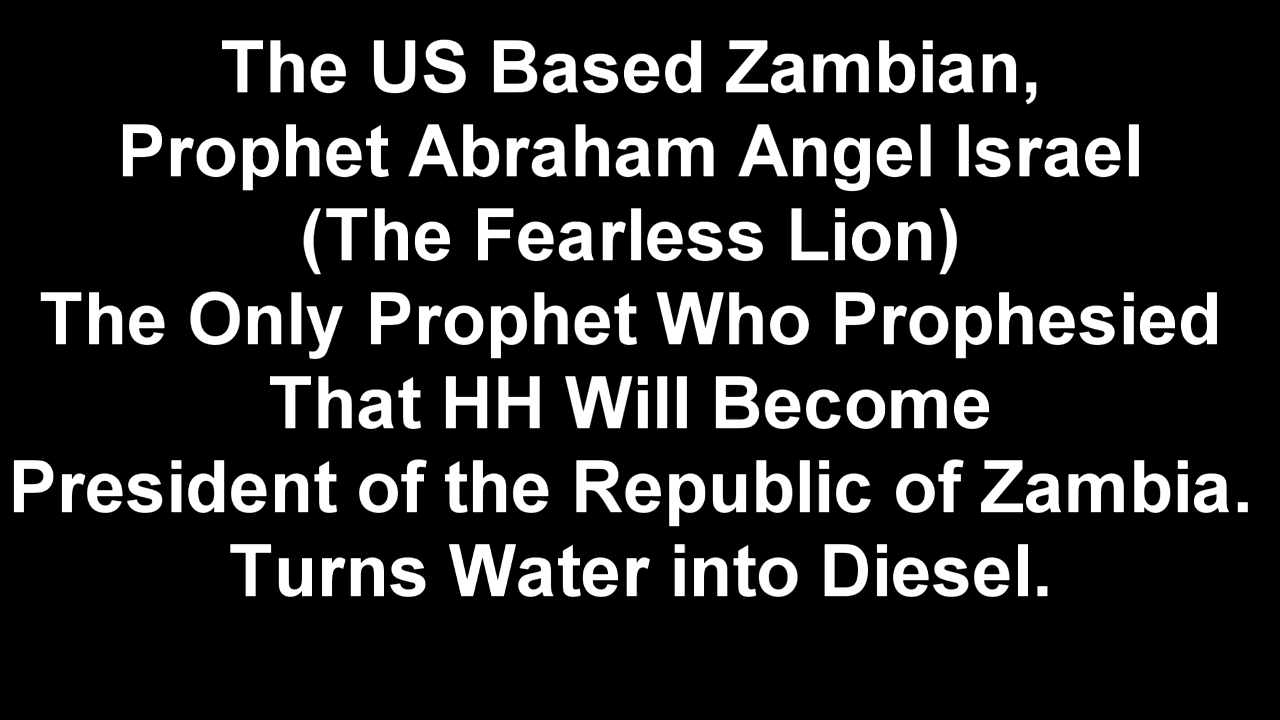 The US Based Zambian,
Prophet Abraham Angel Israel
(The Fearless Lion)
The Only Prophet Who Prophesied
That HH Will Become
President of the Republic of Zambia.
Turns Water into Diesel.